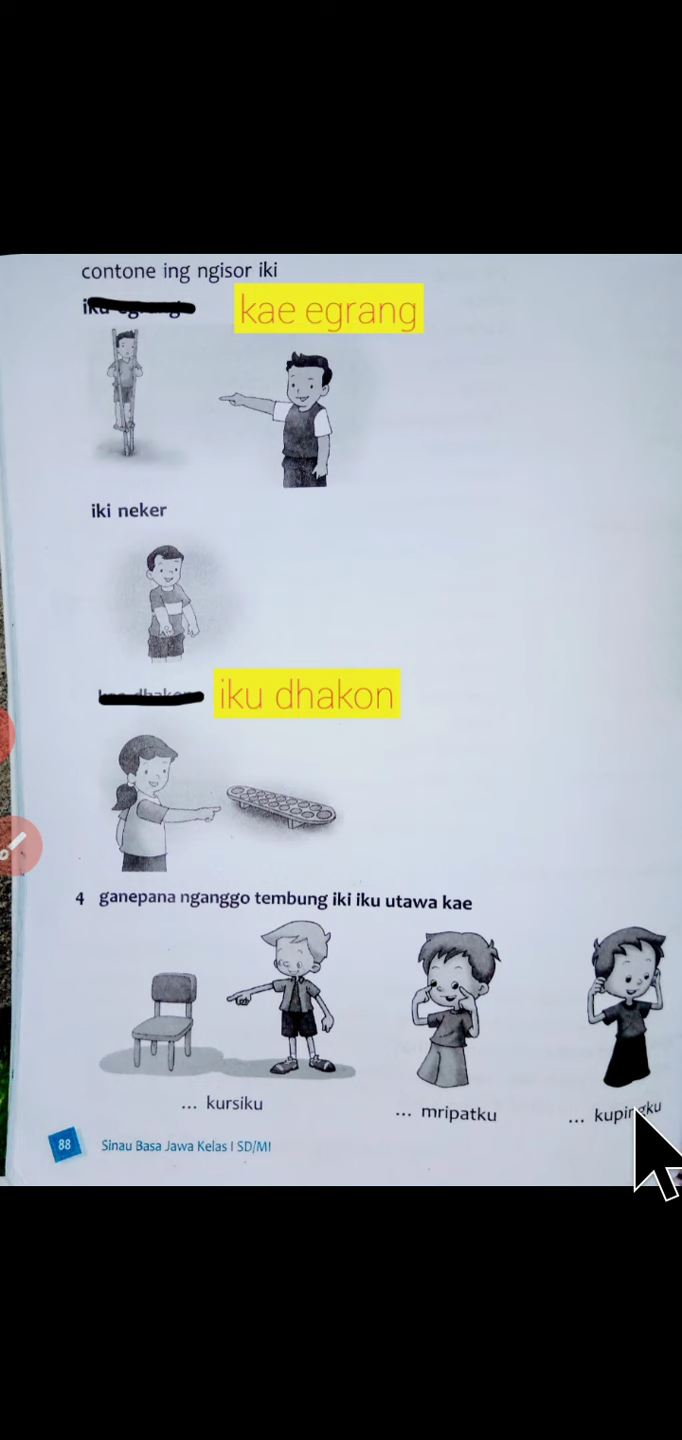 contone ing ngisor iki
kae egrang
iki neker
iku dhakon
4 ganepana nganggo tembung iki iku utawa kae
... kursiku
... mripatku
... kupingku
88 Sinau Basa Jawa Kelas I SD/MI